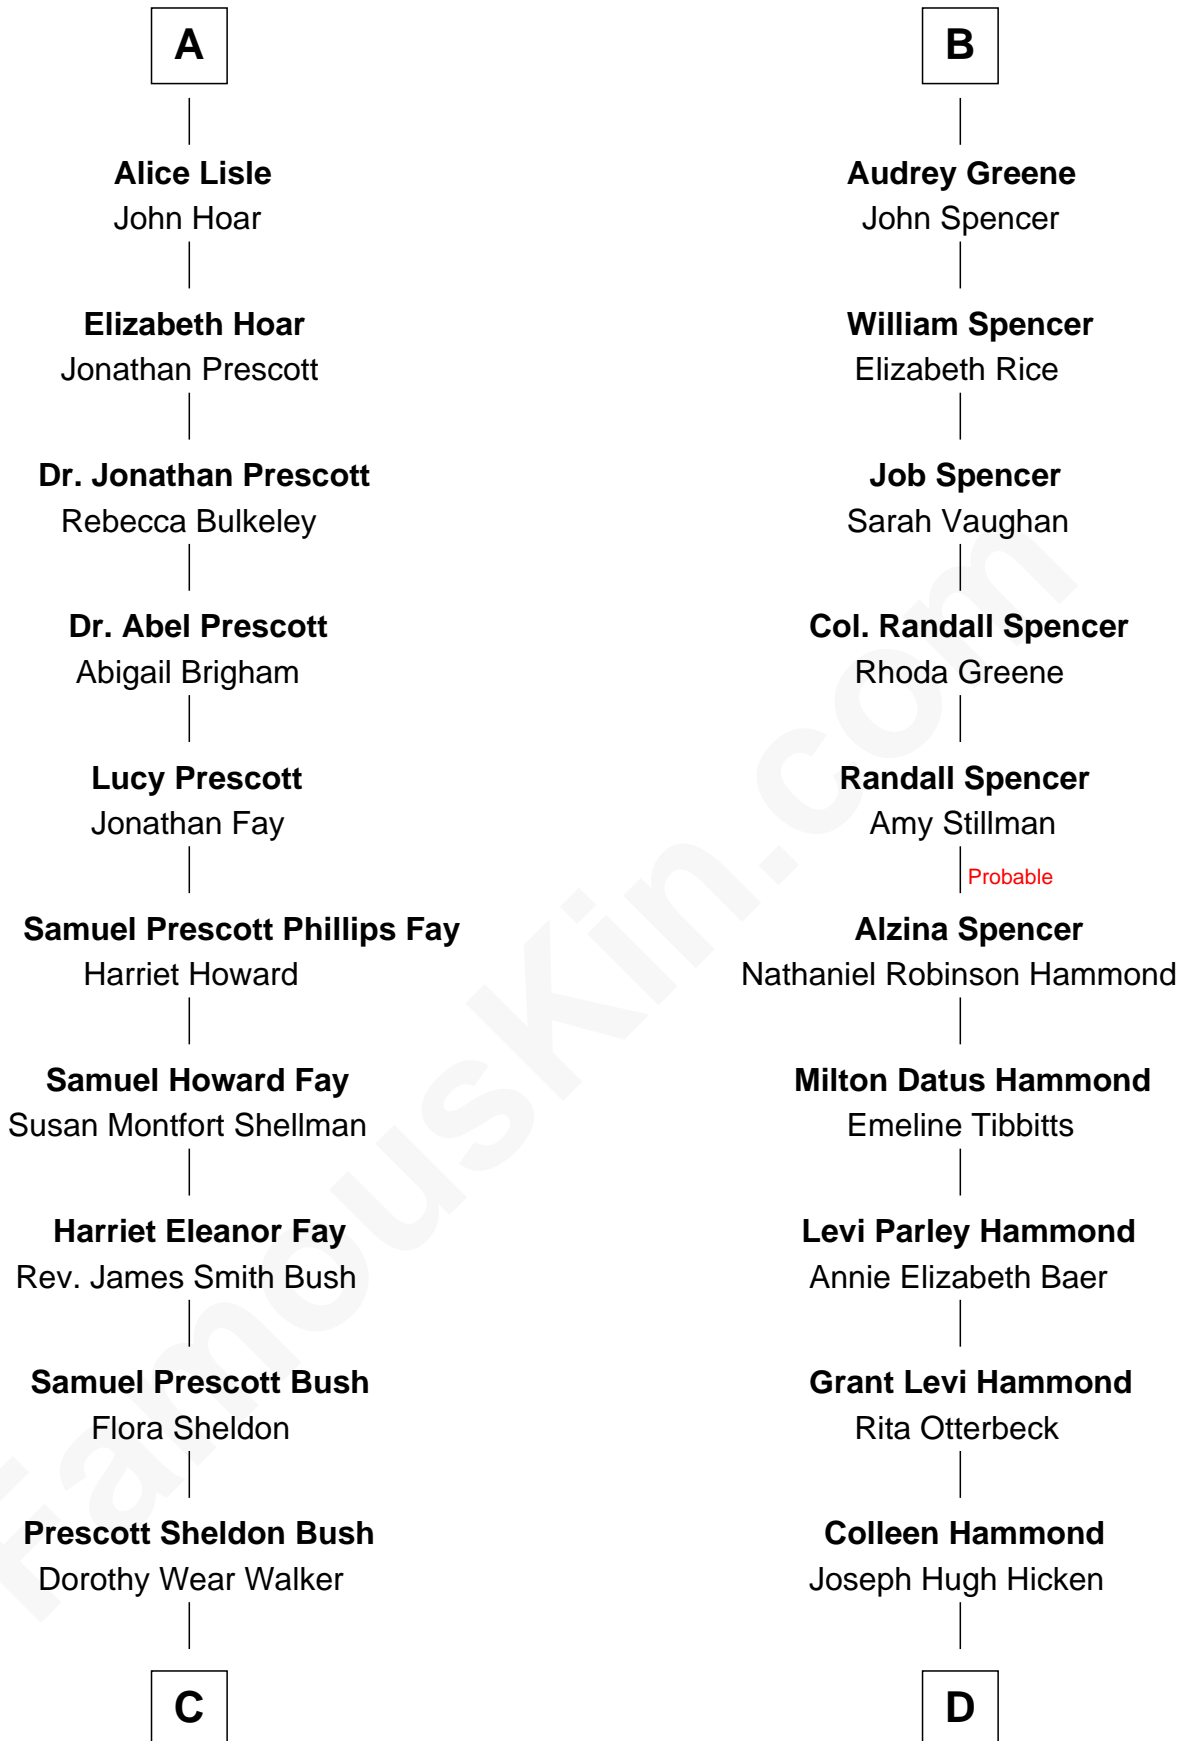 A
Alice Lisle
John Hoar
Elizabeth Hoar
Jonathan Prescott
Dr. Jonathan Prescott
Rebecca Bulkeley
Dr. Abel Prescott
Abigail Brigham
Lucy Prescott
Jonathan Fay
Samuel Prescott Phillips Fay
Harriet Howard
Samuel Howard Fay
Susan Montfort Shellman
Harriet Eleanor Fay
Rev. James Smith Bush
Samuel Prescott Bush
Flora Sheldon
Prescott Sheldon Bush
Dorothy Wear Walker
C
B
Audrey Greene
John Spencer
William Spencer
Elizabeth Rice
Job Spencer
Sarah Vaughan
Col. Randall Spencer
Rhoda Greene
Randall Spencer
Amy Stillman
Probable
Alzina Spencer
Nathaniel Robinson Hammond
Milton Datus Hammond
Emeline Tibbitts
Levi Parley Hammond
Annie Elizabeth Baer
Grant Levi Hammond
Rita Otterbeck
Colleen Hammond
Joseph Hugh Hicken
D
FamousKin.com